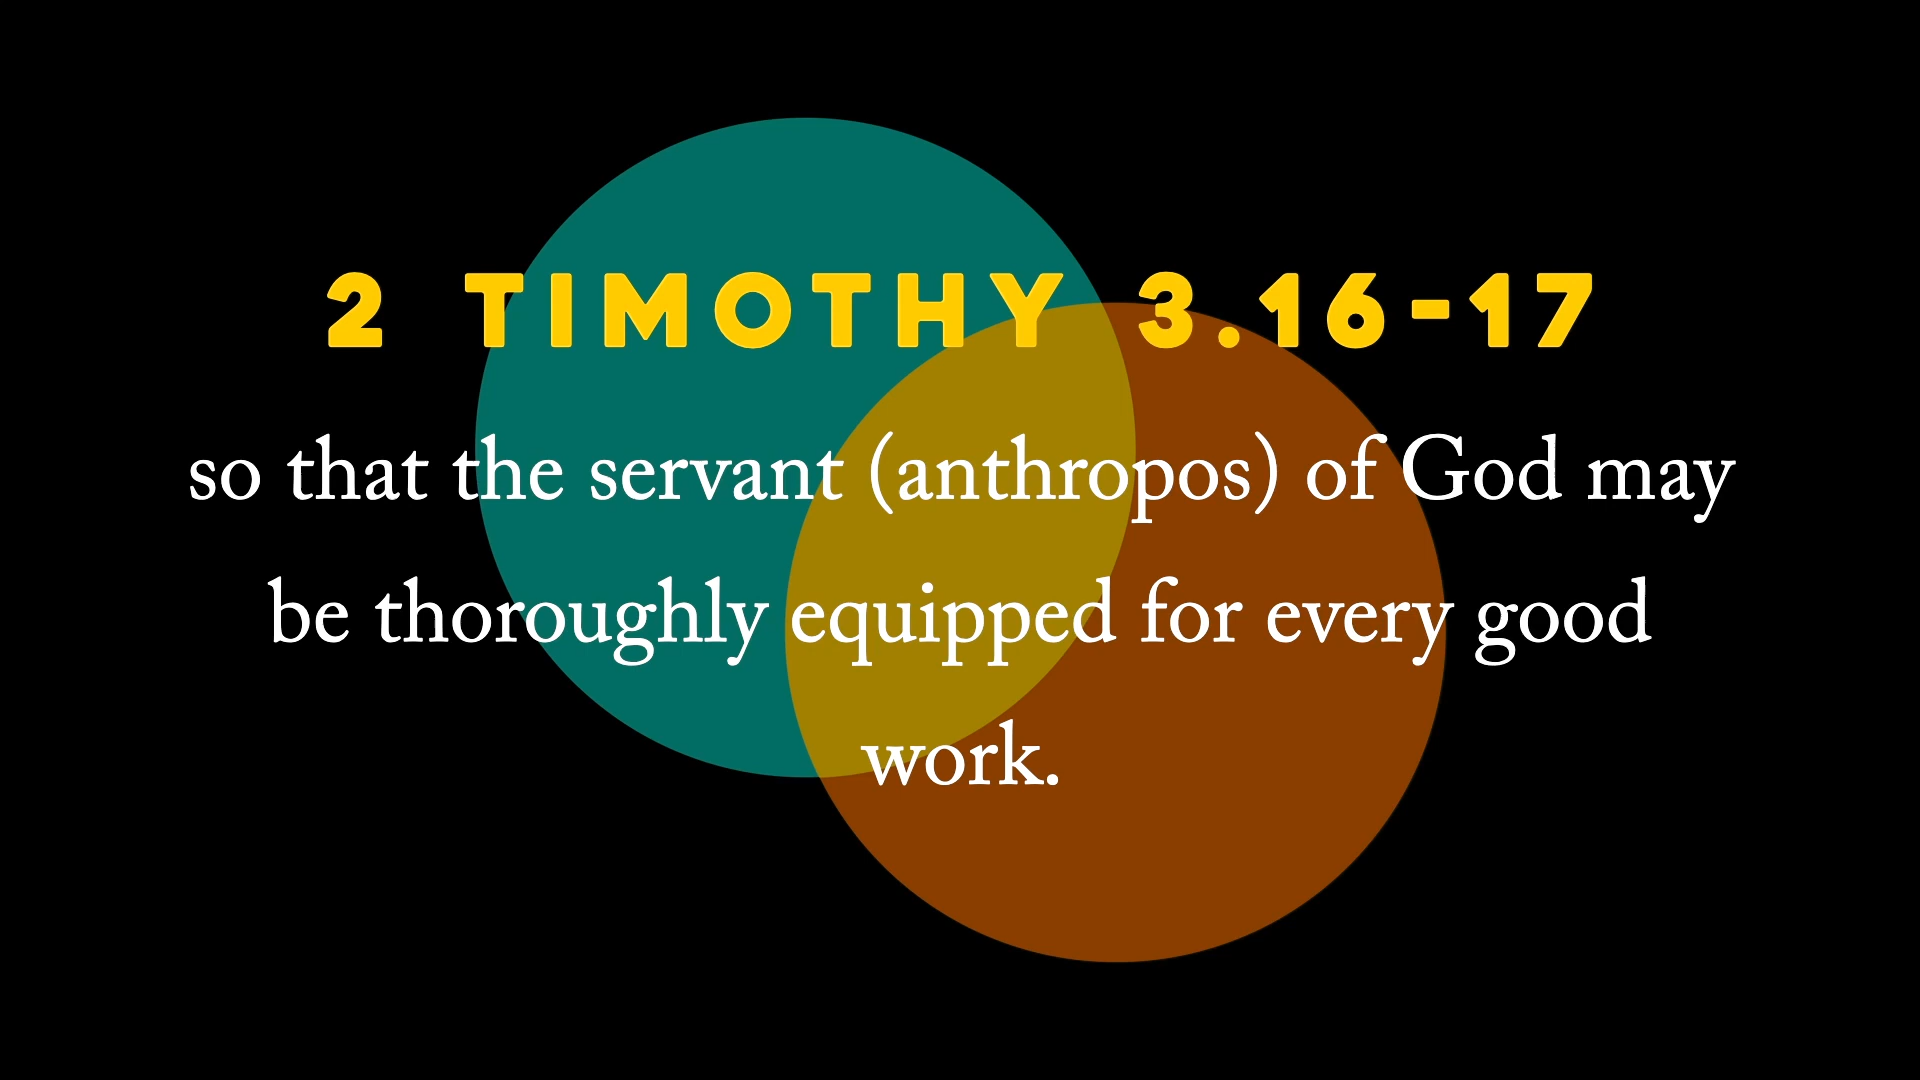 2 TIMOTHY 3.16-17
so that the servant (anthropos) of God may
be thoroughly equipped for every good
work.